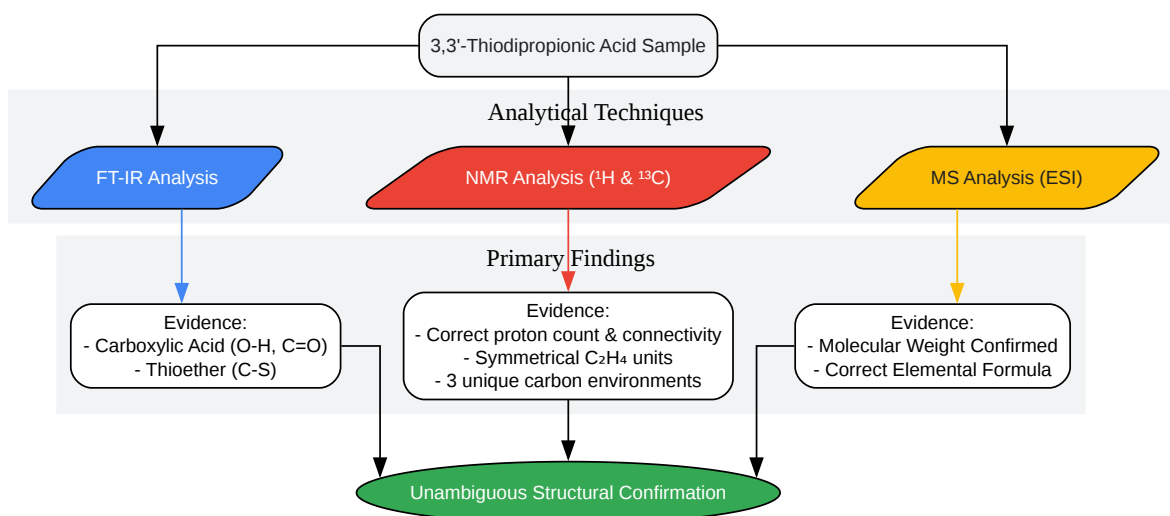 3,3'-Thiodipropionic Acid Sample
Analytical Techniques
FT-IR Analysis
NMR Analysis (¹H & ¹³C)
MS Analysis (ESI)
Primary Findings
Evidence:
- Carboxylic Acid (O-H, C=O)
- Thioether (C-S)
Evidence:
- Correct proton count & connectivity
- Symmetrical C₂H₄ units
- 3 unique carbon environments
Evidence:
- Molecular Weight Confirmed
- Correct Elemental Formula
Unambiguous Structural Confirmation